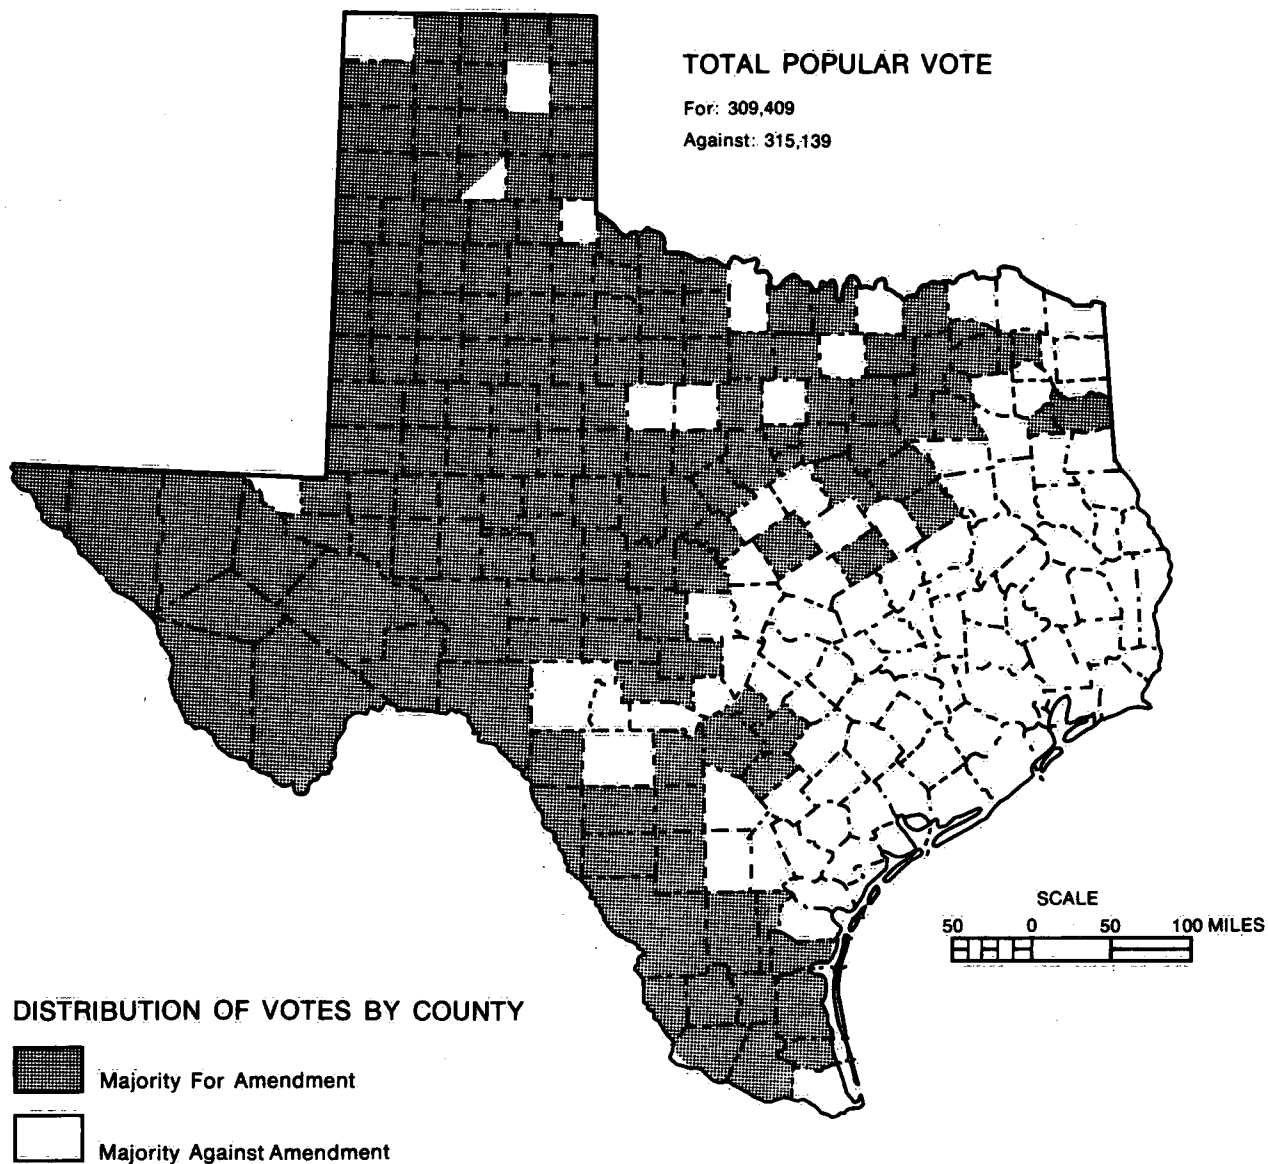 TOTAL POPULAR VOTE
For: 309,409
Against: 315,139
SCALE
50 0 50 100 MILES
DISTRIBUTION OF VOTES BY COUNTY
Majority For Amendment
Majority Against Amendment